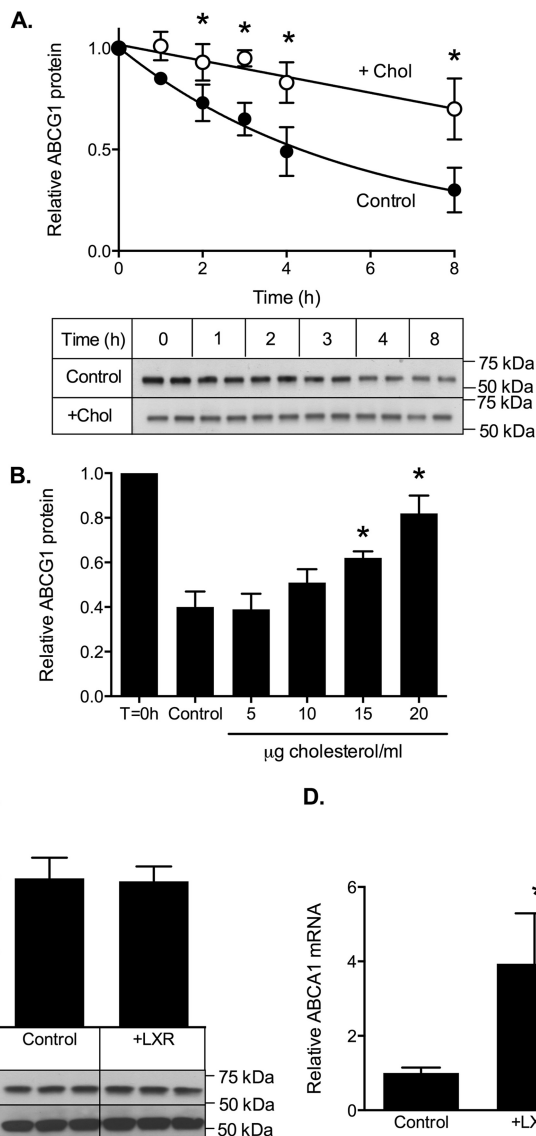 A.
Relative ABCG1 protein
1.0
0.5
0.0
* * * *
+ Chol
Control
0 2 4 6 8
Time (h)
Time (h) 0 1 2 3 4 8
Control
75 kDa
50 kDa
+Chol
75 kDa
50 kDa
B.
Relative ABCG1 protein
1.0
0.8
0.6
0.4
0.2
0.0
* *
T=0h Control 5 10 15 20
μg cholesterol/ml
D.
Control +LXR
75 kDa
50 kDa
50 kDa
Relative ABCA1 mRNA
6
4
2
0
*
Control +LX